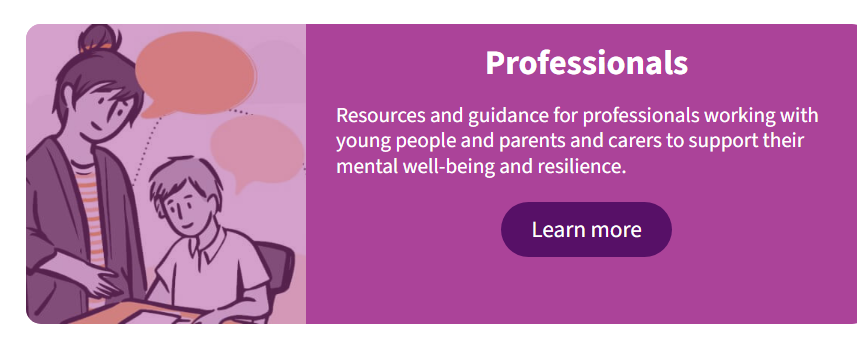 Professionals
Resources and guidance for professionals working with
young people and parents and carers to support their
mental well-being and resilience.
Learn more